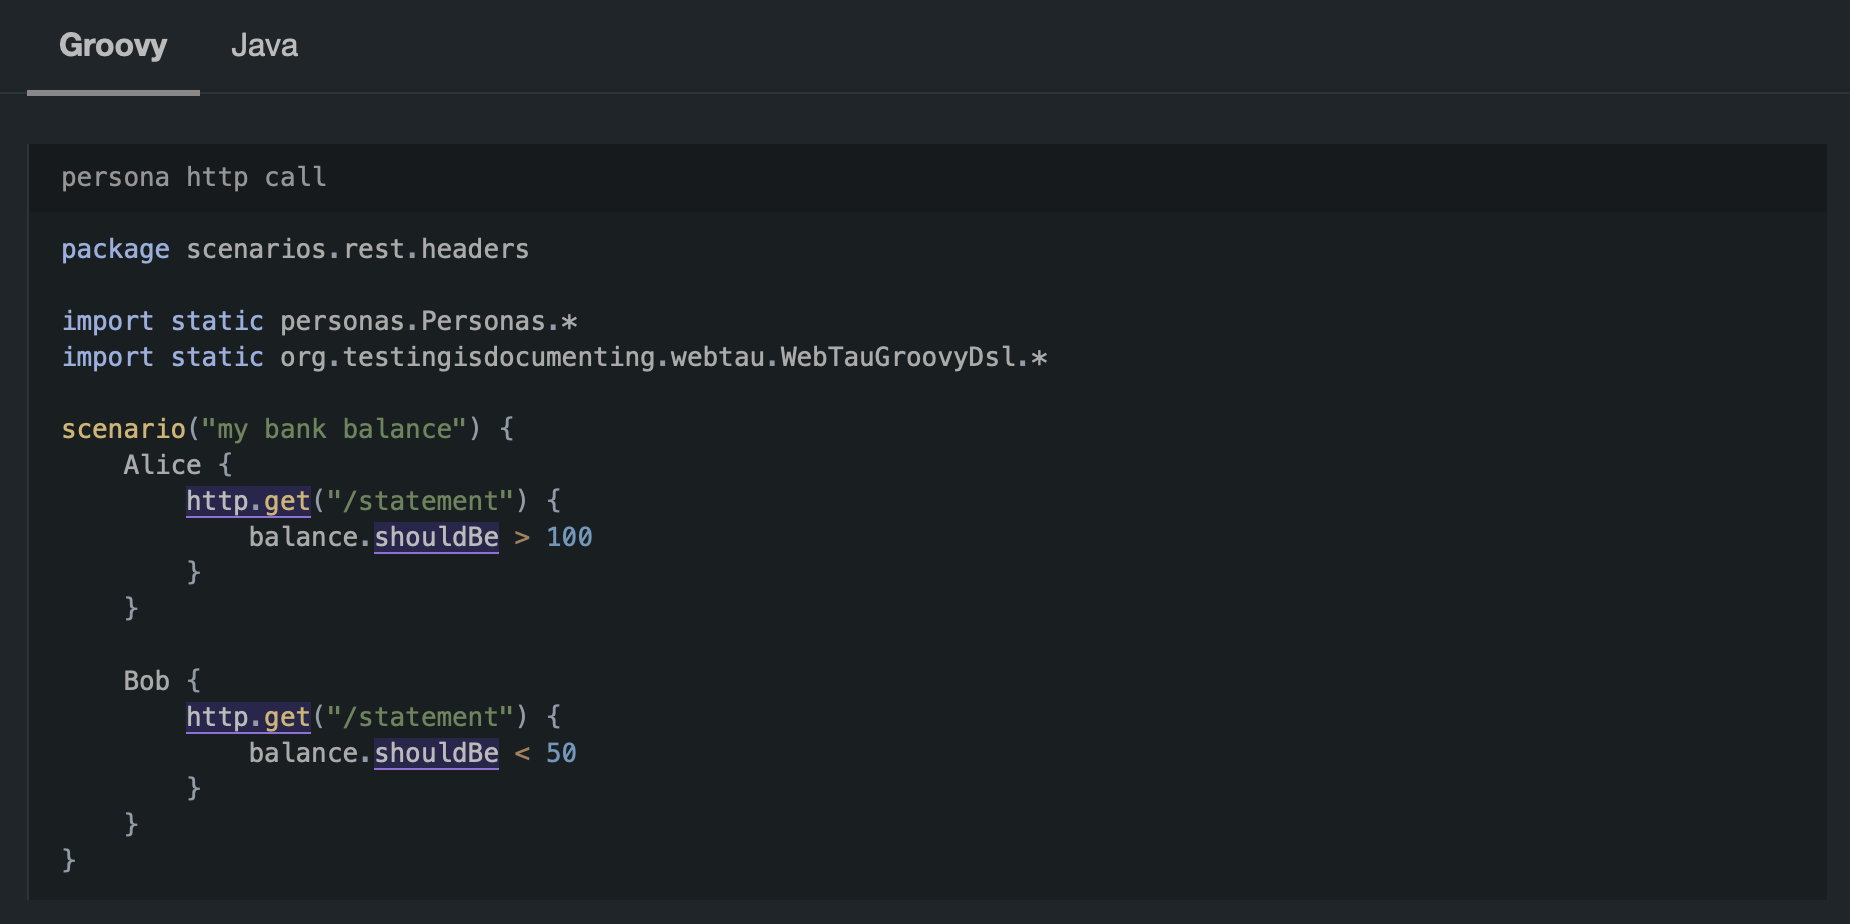 Groovy Java
persona http call
package scenarios.rest.headers
import static personas.Personas.*
import static org.testingisdocumenting.webtau.WebTauGroovyDsl.*
scenario("my bank balance") {
    Alice {
        http.get("/statement") {
            balance.shouldBe > 100
        }
    }
    Bob {
        http.get("/statement") {
            balance.shouldBe < 50
        }
    }
}